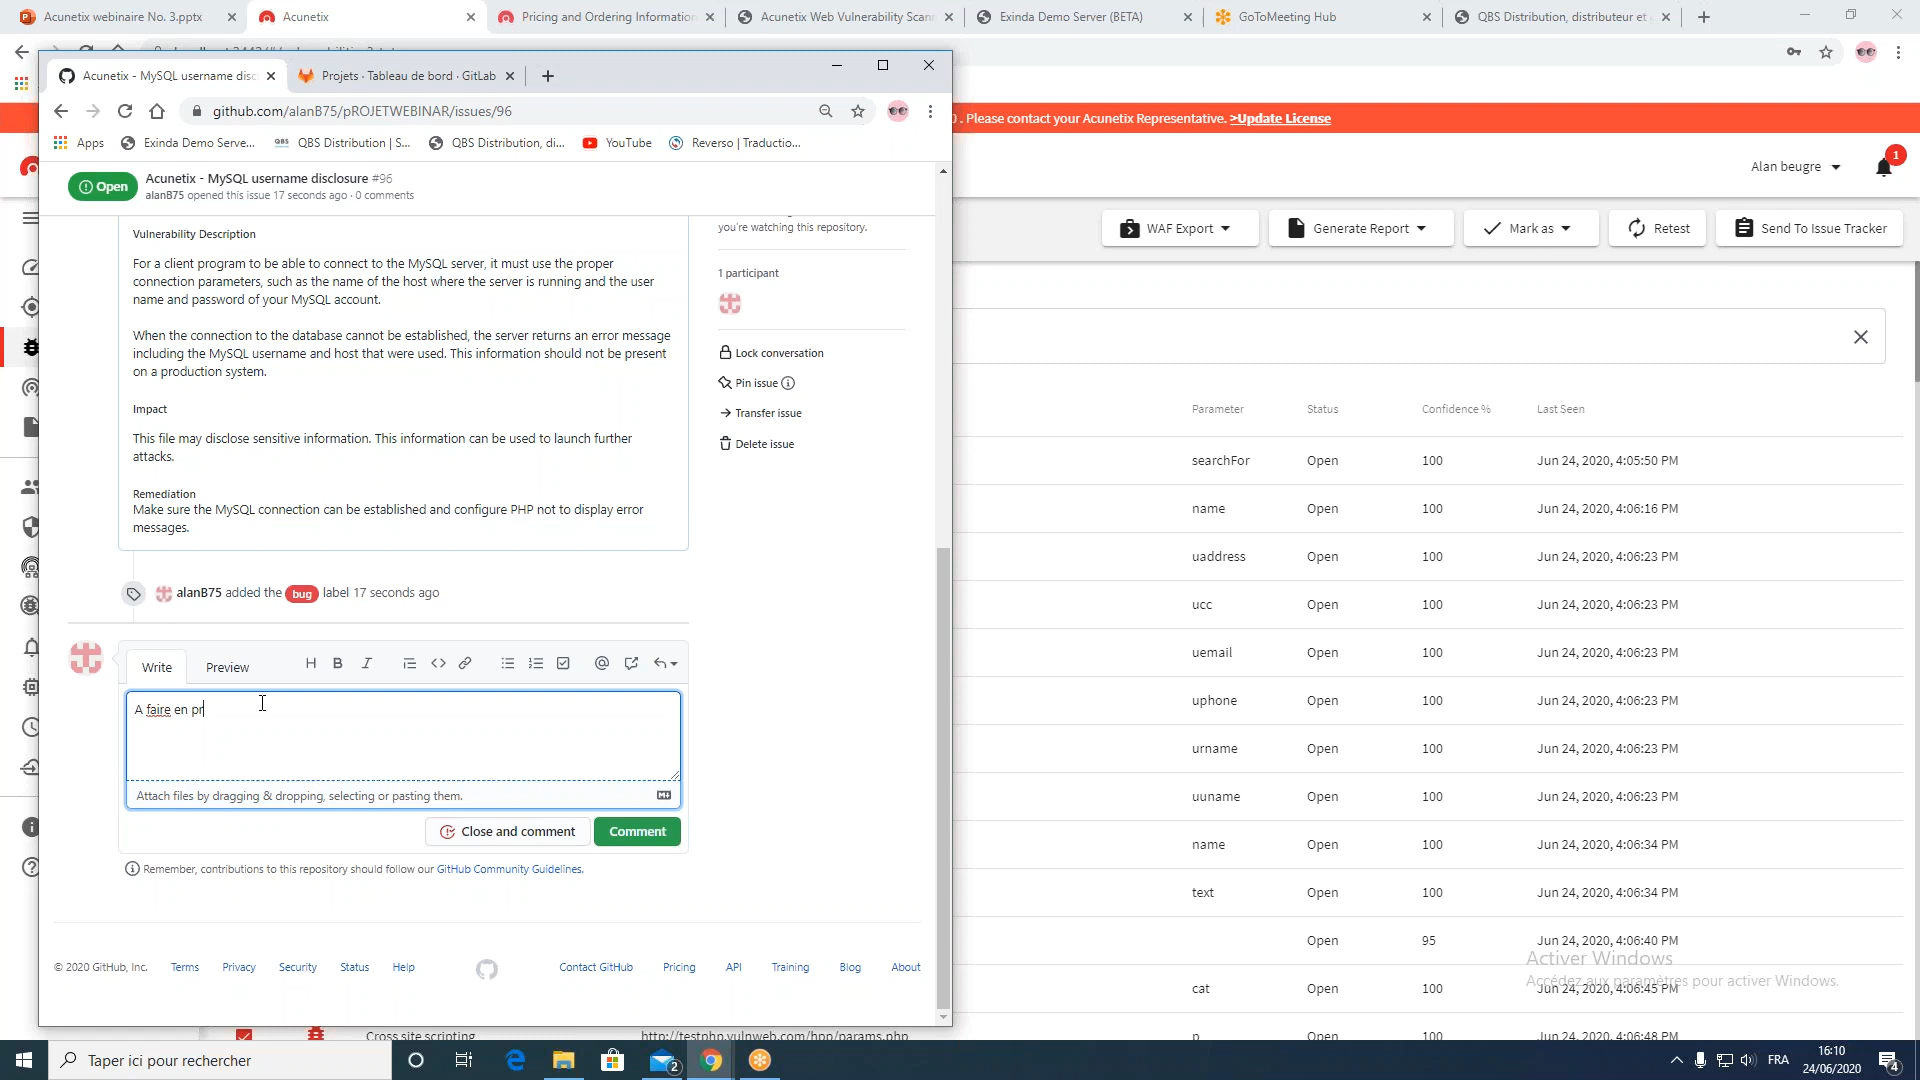 Acunetix webinaire No. 3.pptx
Acunetix
Pricing and Ordering Information
Acunetix Web Vulnerability Scan
Exinda Demo Server (BETA)
GoToMeeting Hub
QBS Distribution, distributeur et
Acunetix - MySQL username disc
Projets · Tableau de bord · GitLab
github.com/alanB75/pROJETWEBINAR/issues/96
. Please contact your Acunetix Representative. >Update License
Apps
Exinda Demo Serve...
QBS Distribution | S...
QBS Distribution, di...
YouTube
Reverso | Traductio...
Alan beugre
1
Open
Acunetix - MySQL username disclosure #96
alanB75 opened this issue 17 seconds ago · 0 comments
WAF Export
Generate Report
Mark as
Retest
Send To Issue Tracker
you're watching this repository.
Vulnerability Description
For a client program to be able to connect to the MySQL server, it must use the proper
connection parameters, such as the name of the host where the server is running and the user
name and password of your MySQL account.
When the connection to the database cannot be established, the server returns an error message
including the MySQL username and host that were used. This information should not be present
on a production system.
Impact
This file may disclose sensitive information. This information can be used to launch further
attacks.
Remediation
Make sure the MySQL connection can be established and configure PHP not to display error
messages.
1 participant
Lock conversation
Pin issue
Transfer issue
Delete issue
alanB75 added the bug label 17 seconds ago
Write
Preview
A faire en pr
Attach files by dragging & dropping, selecting or pasting them.
Close and comment
Comment
Remember, contributions to this repository should follow our GitHub Community Guidelines.
© 2020 GitHub, Inc.
Terms
Privacy
Security
Status
Help
Contact GitHub
Pricing
API
Training
Blog
About
Parameter Status Confidence % Last Seen
searchFor Open 100 Jun 24, 2020, 4:05:50 PM
name Open 100 Jun 24, 2020, 4:06:16 PM
uaddress Open 100 Jun 24, 2020, 4:06:23 PM
ucc Open 100 Jun 24, 2020, 4:06:23 PM
uemail Open 100 Jun 24, 2020, 4:06:23 PM
uphone Open 100 Jun 24, 2020, 4:06:23 PM
urname Open 100 Jun 24, 2020, 4:06:23 PM
uuname Open 100 Jun 24, 2020, 4:06:23 PM
name Open 100 Jun 24, 2020, 4:06:34 PM
text Open 100 Jun 24, 2020, 4:06:34 PM
Open 95 Jun 24, 2020, 4:06:40 PM
Activer Windows
Accédez aux paramètres pour activer Windows.
cat Open 100 Jun 24, 2020, 4:06:45 PM
Cross site scripting http://testphp.vulnweb.com/hpp/params.php p Open 100 Jun 24, 2020, 4:06:48 PM
Taper ici pour rechercher
2
FRA
16:10
24/06/2020
4